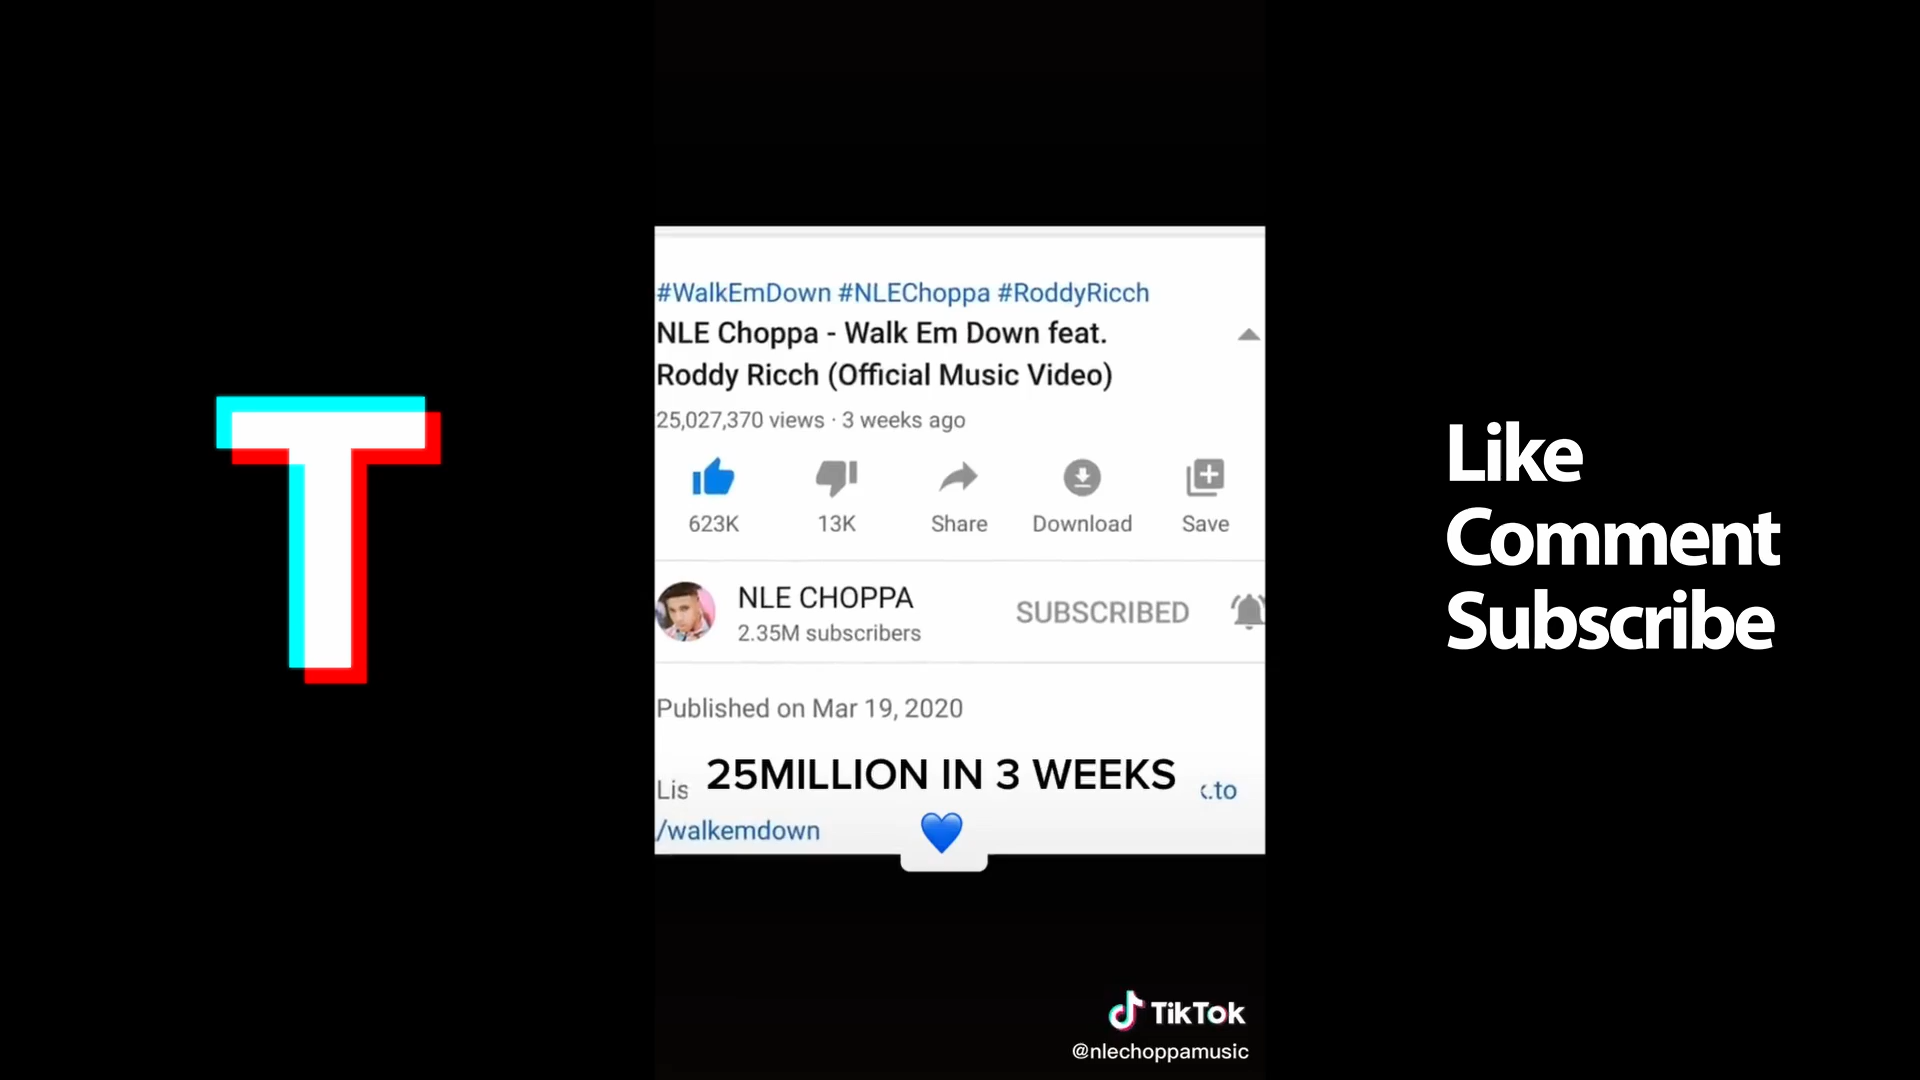 T
#WalkEmDown #NLEChoppa #RoddyRicch
NLE Choppa - Walk Em Down feat.
Roddy Ricch (Official Music Video)
25,027,370 views · 3 weeks ago
623K
13K
Share
Download
Save
NLE CHOPPA
2.35M subscribers
SUBSCRIBED
Published on Mar 19, 2020
25MILLION IN 3 WEEKS
💙
Lis .to
/walkemdown
Like
Comment
Subscribe
TikTok
@nlechoppamusic